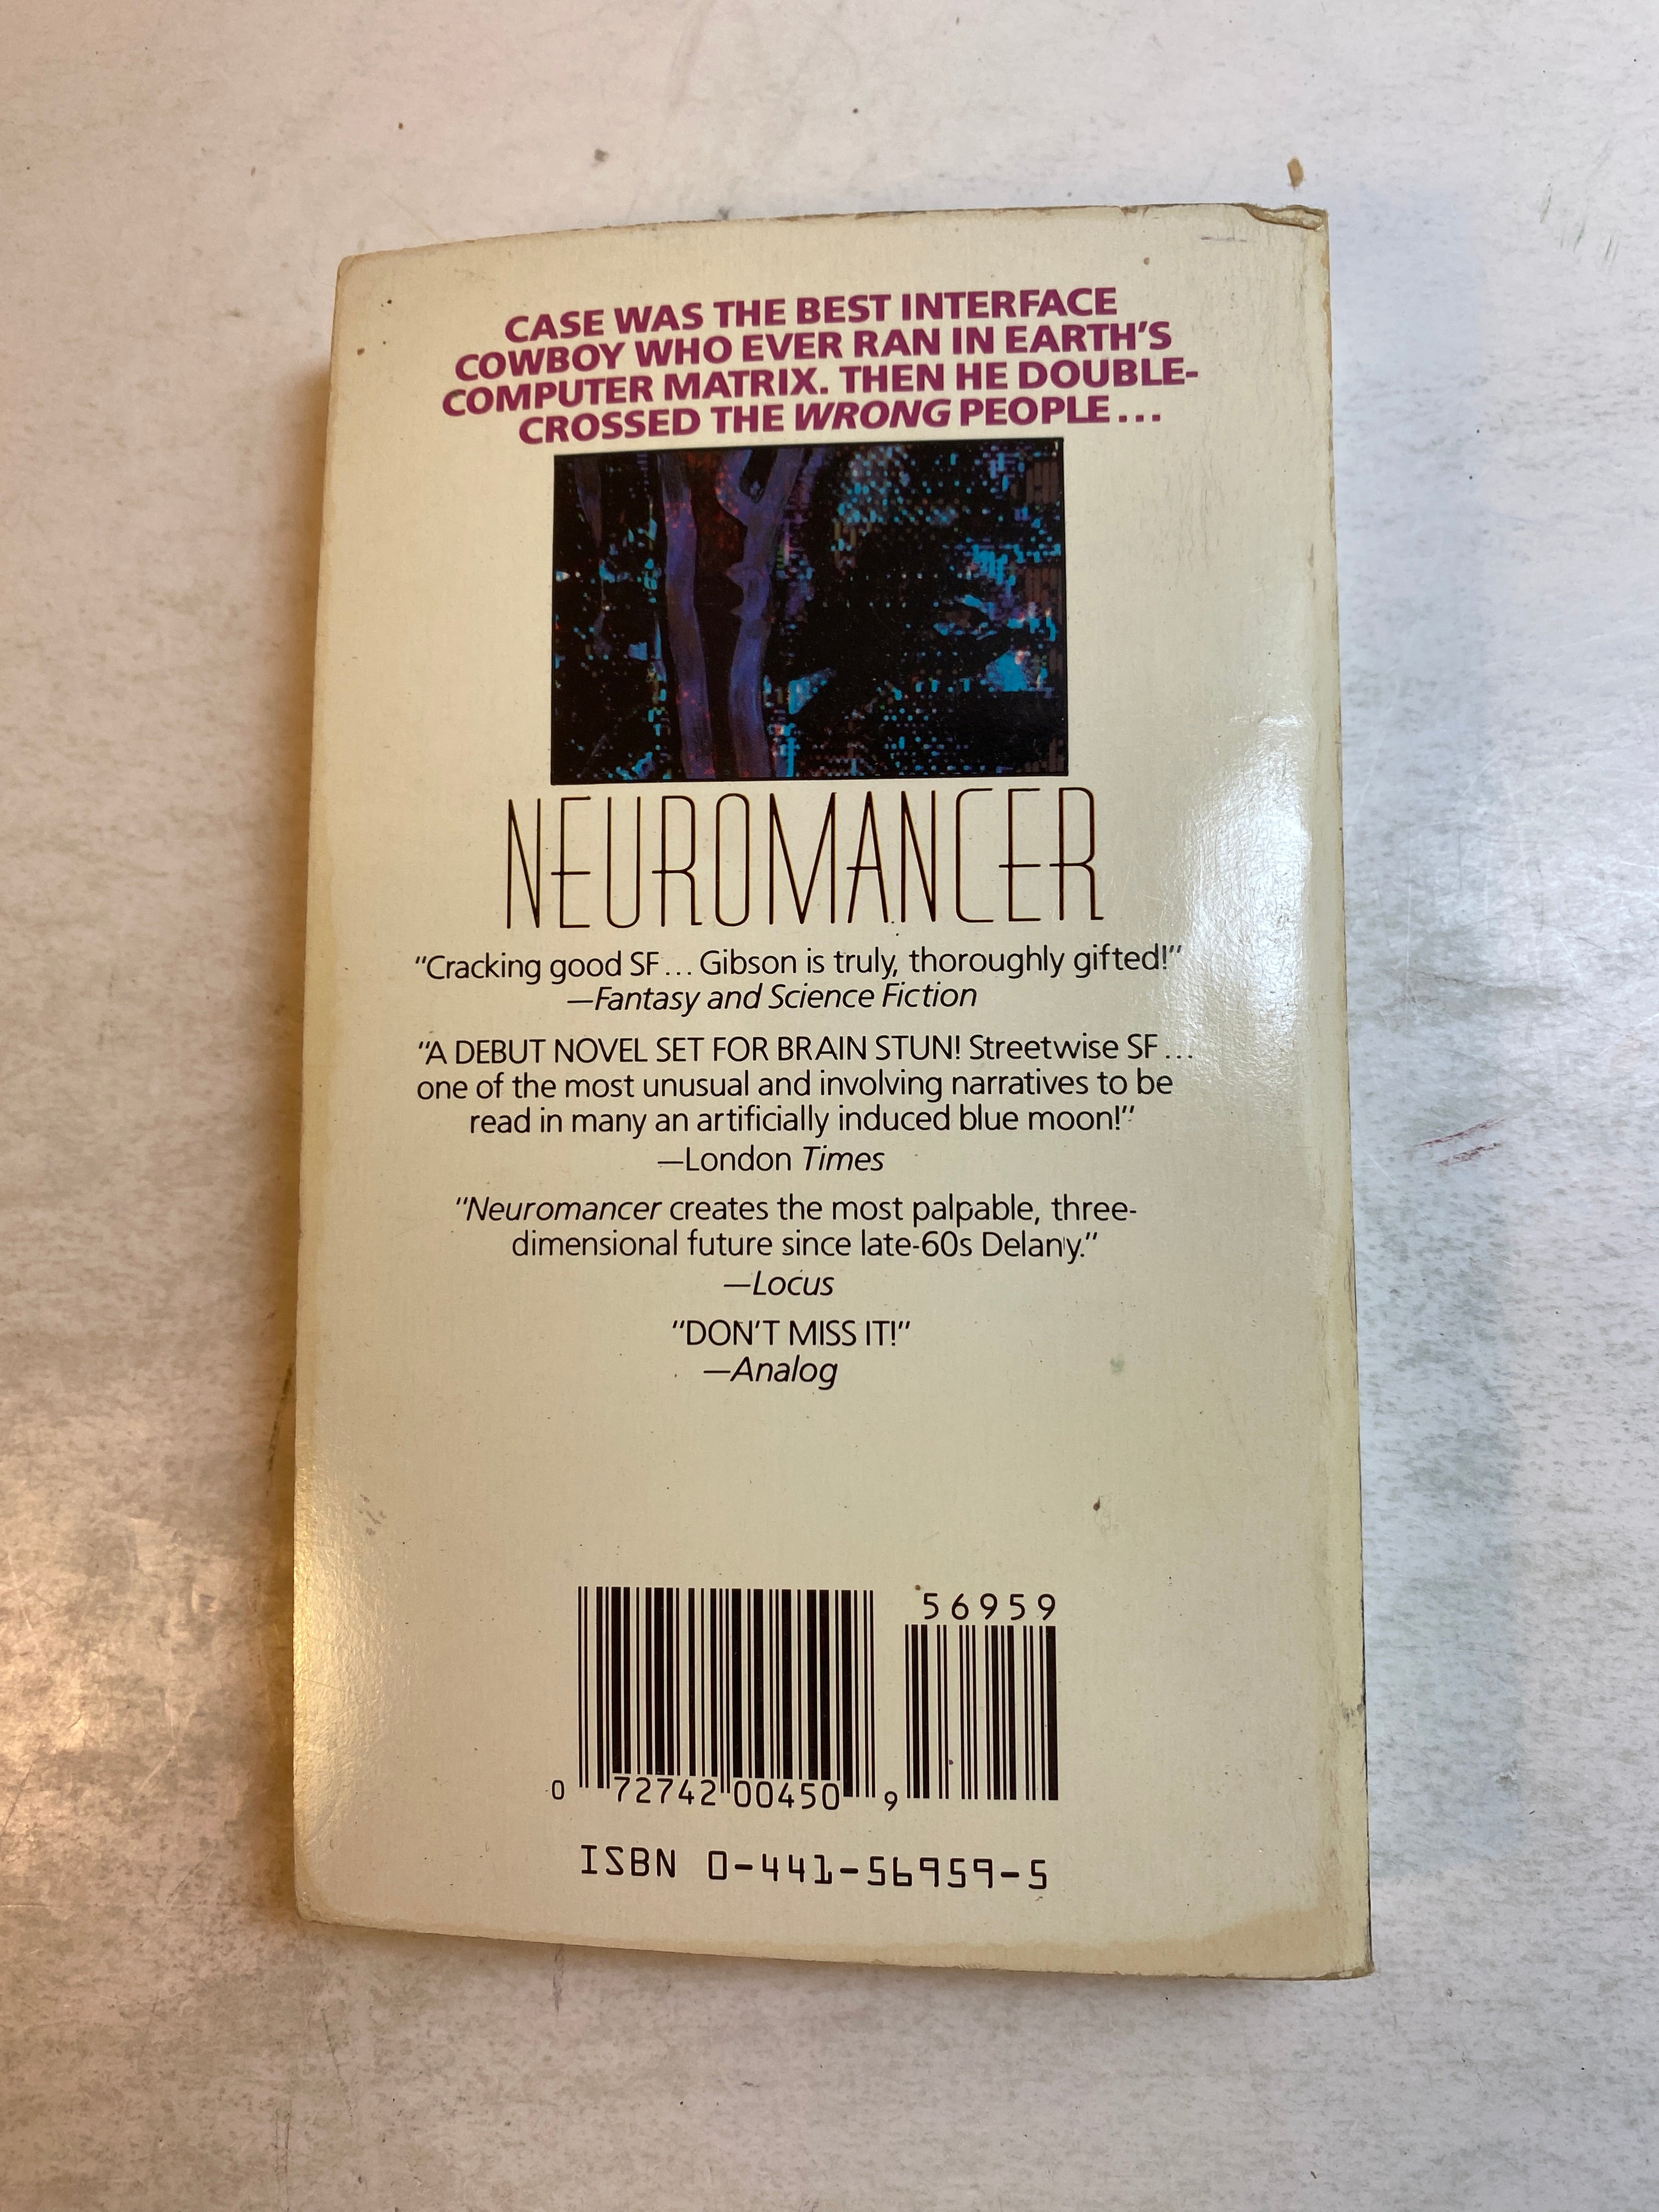 CASE WAS THE BEST INTERFACE
COWBOY WHO EVER RAN IN EARTH'S
COMPUTER MATRIX. THEN HE DOUBLE-
CROSSED THE WRONG PEOPLE...
NEUROMANCER
"Cracking good SF... Gibson is truly, thoroughly gifted!"
—Fantasy and Science Fiction
"A DEBUT NOVEL SET FOR BRAIN STUN! Streetwise SF...
one of the most unusual and involving narratives to be
read in many an artificially induced blue moon!"
—London Times
"Neuromancer creates the most palpable, three-
dimensional future since late-60s Delany."
—Locus
"DON'T MISS IT!"
—Analog
56959
0 72742 00450 9
ISBN 0-441-56959-5